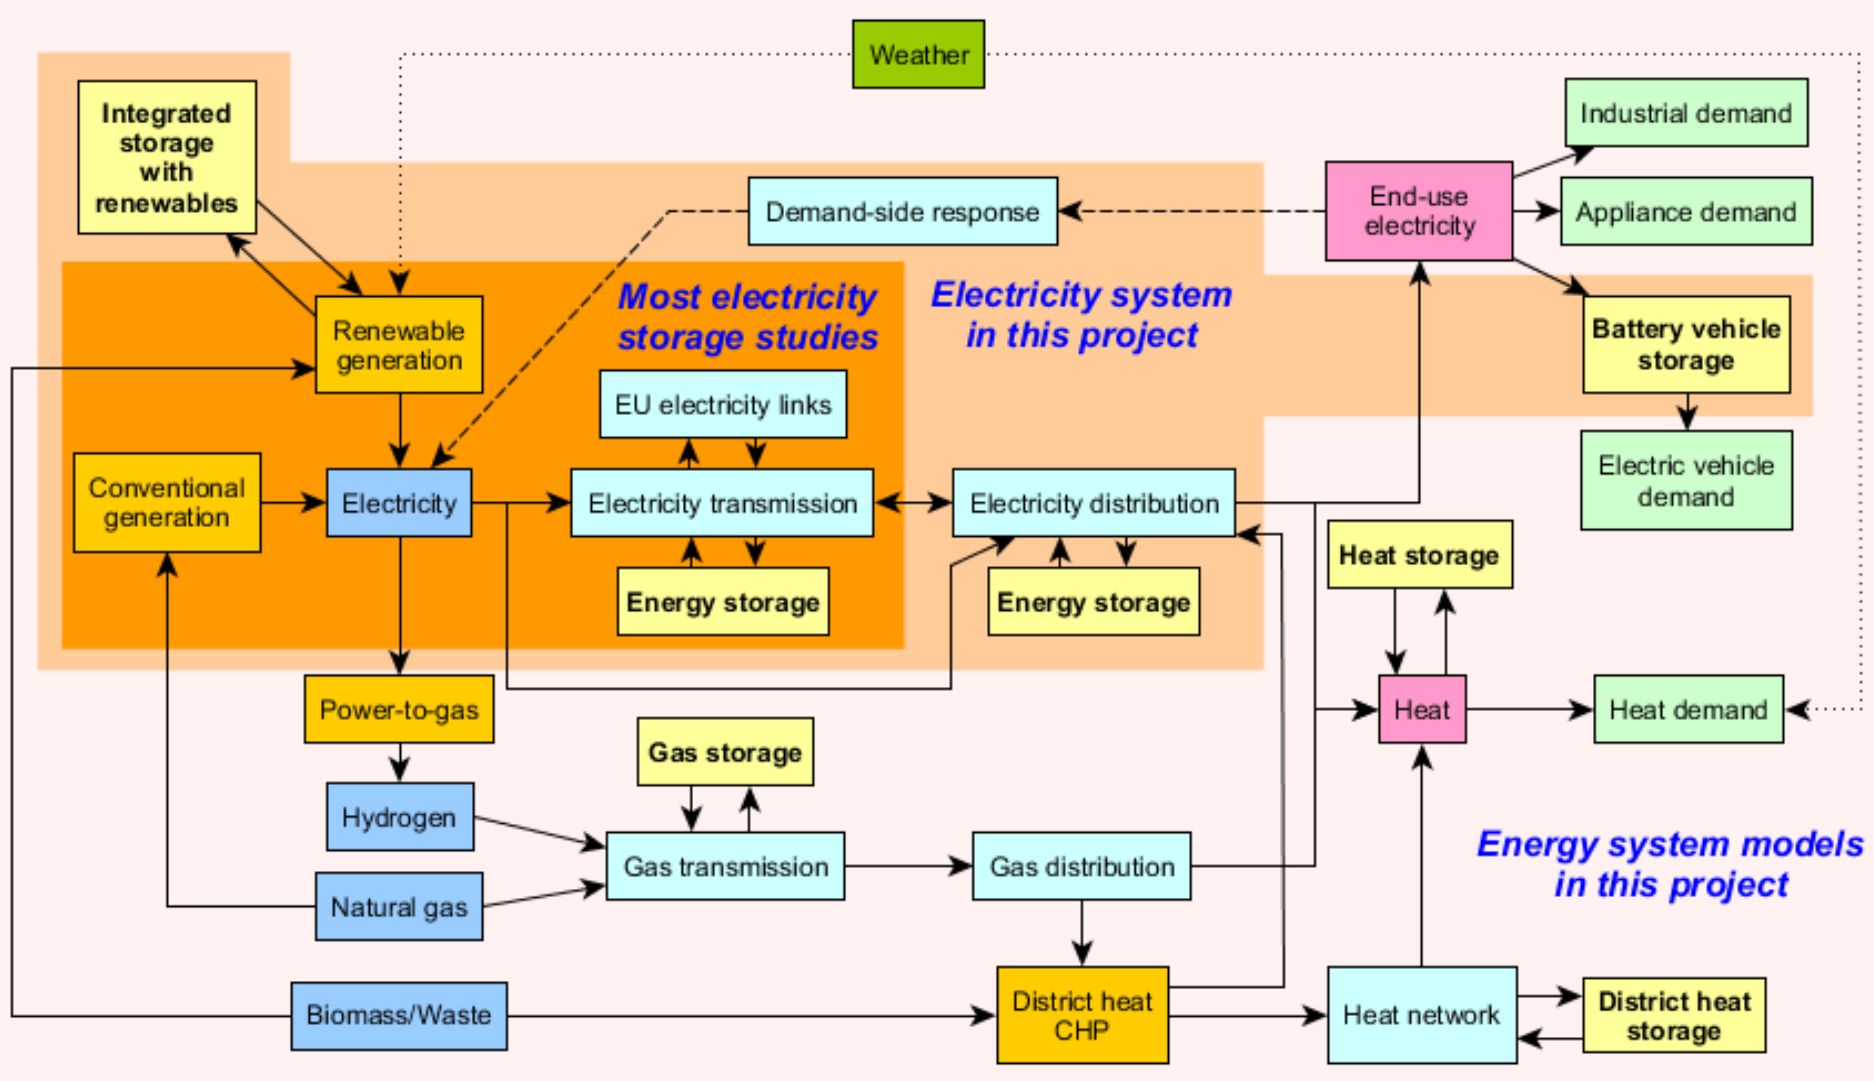 Weather
Integrated
storage
with
renewables
Industrial demand
Demand-side response
End-use
electricity
Appliance demand
Most electricity
storage studies
Electricity system
in this project
Renewable
generation
Battery vehicle
storage
EU electricity links
Conventional
generation
Electricity
Electricity transmission
Electricity distribution
Electric vehicle
demand
Heat storage
Energy storage
Energy storage
Power-to-gas
Heat
Heat demand
Gas storage
Hydrogen
Gas transmission
Gas distribution
Energy system models
in this project
Natural gas
Biomass/Waste
District heat
CHP
Heat network
District heat
storage